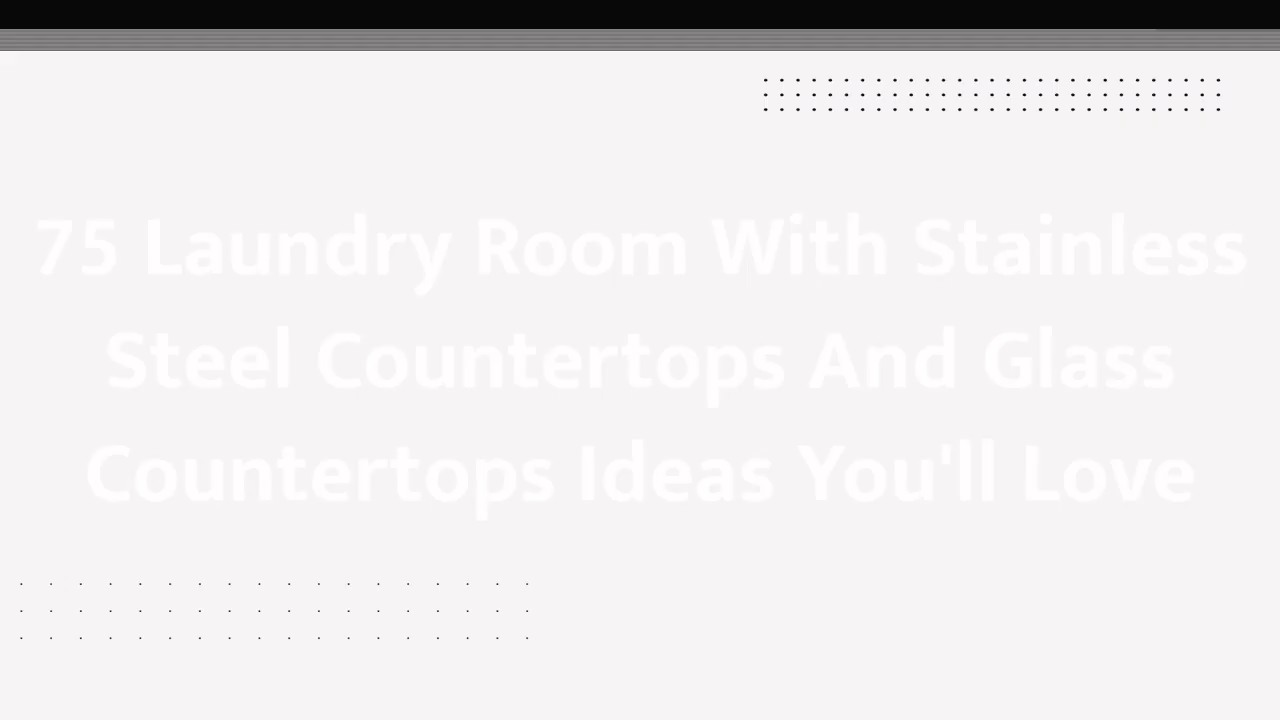 75 Laundry Room With Stainless
Steel Countertops And Glass
Countertops Ideas You'll Love